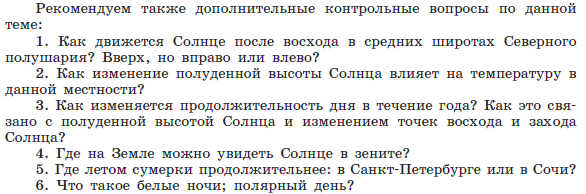 Рекомендуем также дополнительные контрольные вопросы по данной
теме:
1. Как движется Солнце после восхода в средних широтах Северного
полушария? Вверх, но вправо или влево?
2. Как изменение полуденной высоты Солнца влияет на температуру в
данной местности?
3. Как изменяется продолжительность дня в течение года? Как это свя-
зано с полуденной высотой Солнца и изменением точек восхода и захода
Солнца?
4. Где на Земле можно увидеть Солнце в зените?
5. Где летом сумерки продолжительнее: в Санкт-Петербурге или в Сочи?
6. Что такое белые ночи; полярный день?